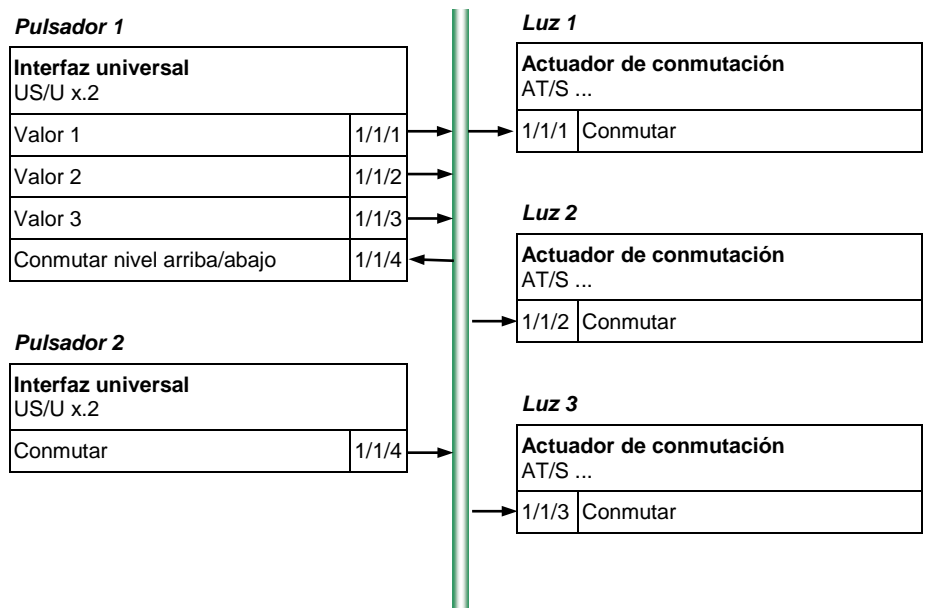 Pulsador 1
Interfaz universal
US/U x.2
Valor 1 1/1/1
Valor 2 1/1/2
Valor 3 1/1/3
Conmutar nivel arriba/abajo 1/1/4
Pulsador 2
Interfaz universal
US/U x.2
Conmutar 1/1/4
Luz 1
Actuador de conmutación
AT/S ...
1/1/1 Conmutar
Luz 2
Actuador de conmutación
AT/S ...
1/1/2 Conmutar
Luz 3
Actuador de conmutación
AT/S ...
1/1/3 Conmutar